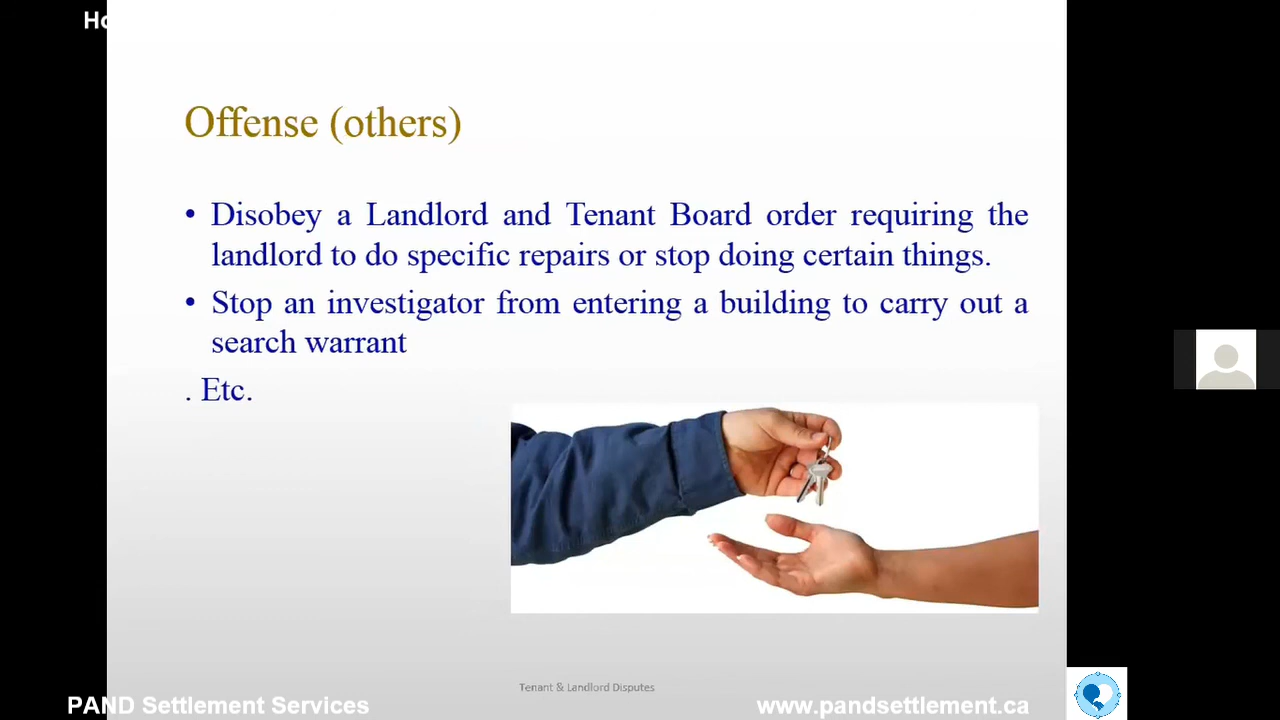 Ho
Offense (others)
• Disobey a Landlord and Tenant Board order requiring the
landlord to do specific repairs or stop doing certain things.
• Stop an investigator from entering a building to carry out a
search warrant
. Etc.
Tenant & Landlord Disputes
PAND Settlement Services
www.pandsettlement.ca